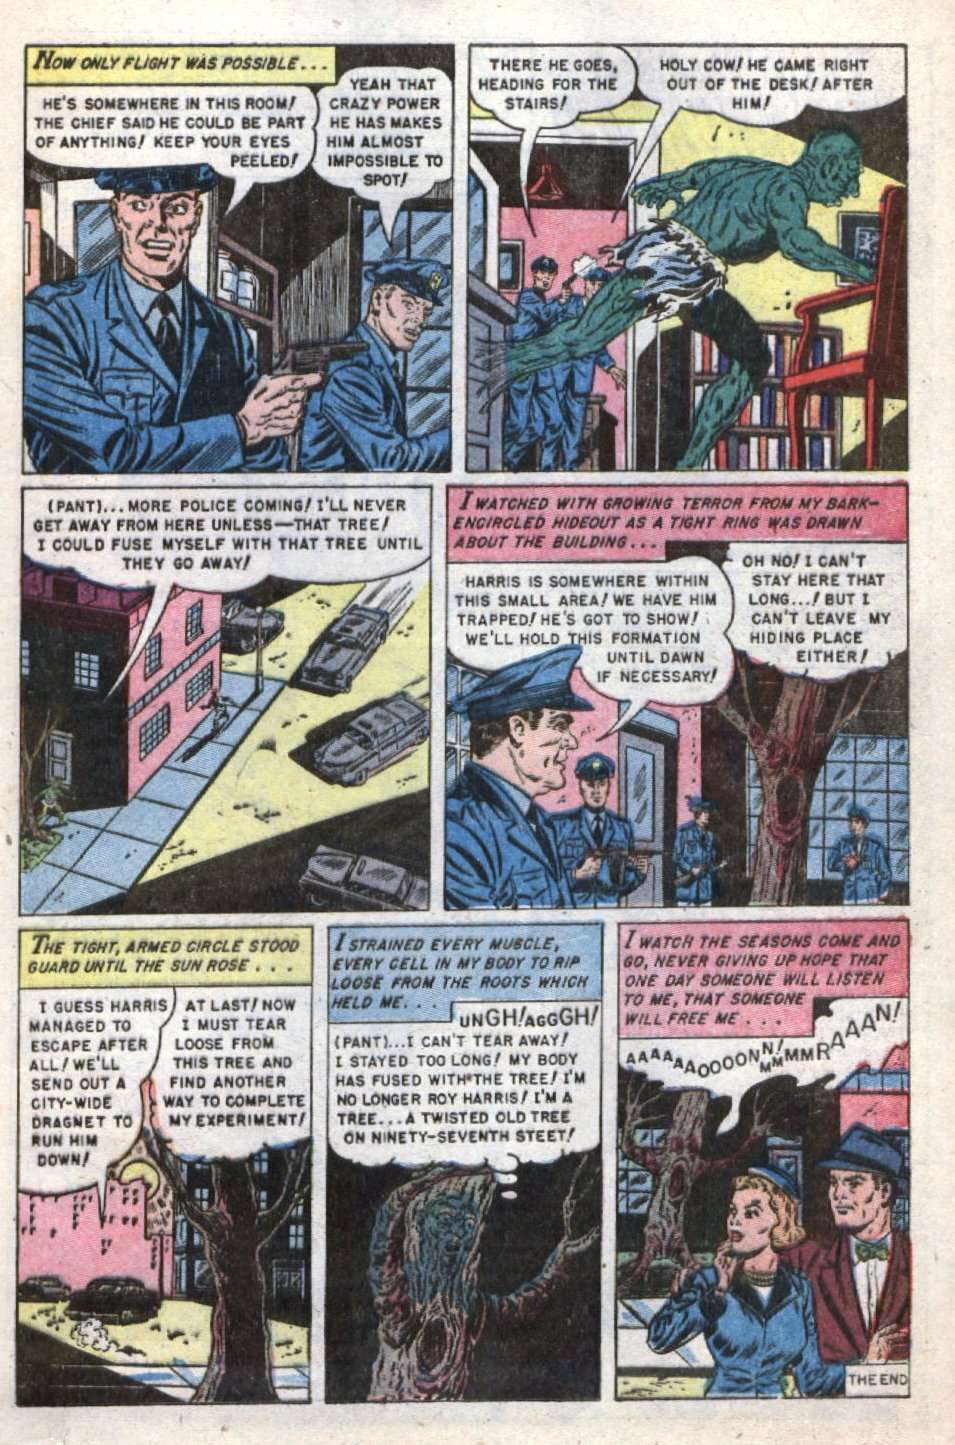 NOW ONLY FLIGHT WAS POSSIBLE...
HE'S SOMEWHERE IN THIS ROOM!
THE CHIEF SAID HE COULD BE PART
OF ANYTHING! KEEP YOUR EYES
PEELED!
YEAH THAT
CRAZY POWER
HE HAS MAKES
HIM ALMOST
IMPOSSIBLE TO
SPOT!
THERE HE GOES,
HEADING FOR THE
STAIRS!
HOLY COW! HE CAME RIGHT
OUT OF THE DESK! AFTER
HIM!
(PANT)... MORE POLICE COMING! I'LL NEVER
GET AWAY FROM HERE UNLESS—THAT TREE!
I COULD FUSE MYSELF WITH THAT TREE UNTIL
THEY GO AWAY!
I WATCHED WITH GROWING TERROR FROM MY BARK-
ENCIRCLED HIDEOUT AS A TIGHT RING WAS DRAWN
ABOUT THE BUILDING...
HARRIS IS SOMEWHERE WITHIN
THIS SMALL AREA! WE HAVE HIM
TRAPPED! HE'S GOT TO SHOW!
WE'LL HOLD THIS FORMATION
UNTIL DAWN
IF NECESSARY!
OH NO! I CAN'T
STAY HERE THAT
LONG...! BUT I
CAN'T LEAVE MY
HIDING PLACE
EITHER!
THE TIGHT, ARMED CIRCLE STOOD
GUARD UNTIL THE SUN ROSE...
I GUESS HARRIS
MANAGED TO
ESCAPE AFTER
ALL! WE'LL
SEND OUT A
CITY-WIDE
DRAGNET TO
RUN HIM
DOWN!
AT LAST! NOW
I MUST TEAR
LOOSE FROM
THIS TREE AND
FIND ANOTHER
WAY TO COMPLETE
MY EXPERIMENT!
I STRAINED EVERY MUSCLE,
EVERY CELL IN MY BODY TO RIP
LOOSE FROM THE ROOTS WHICH
HELD ME...
UNGH! AGGGGH!
(PANT)...I CAN'T TEAR AWAY!
I STAYED TOO LONG! MY BODY
HAS FUSED WITH THE TREE! I'M
NO LONGER ROY HARRIS! I'M A
TREE...A TWISTED OLD TREE
ON NINETY-SEVENTH STEET!
I WATCH THE SEASONS COME AND
GO, NEVER GIVING UP HOPE THAT
ONE DAY SOMEONE WILL LISTEN
TO ME, THAT SOMEONE
WILL FREE ME...
AAAAAAOOOONN!
MMMMRAAAAN!
THE END